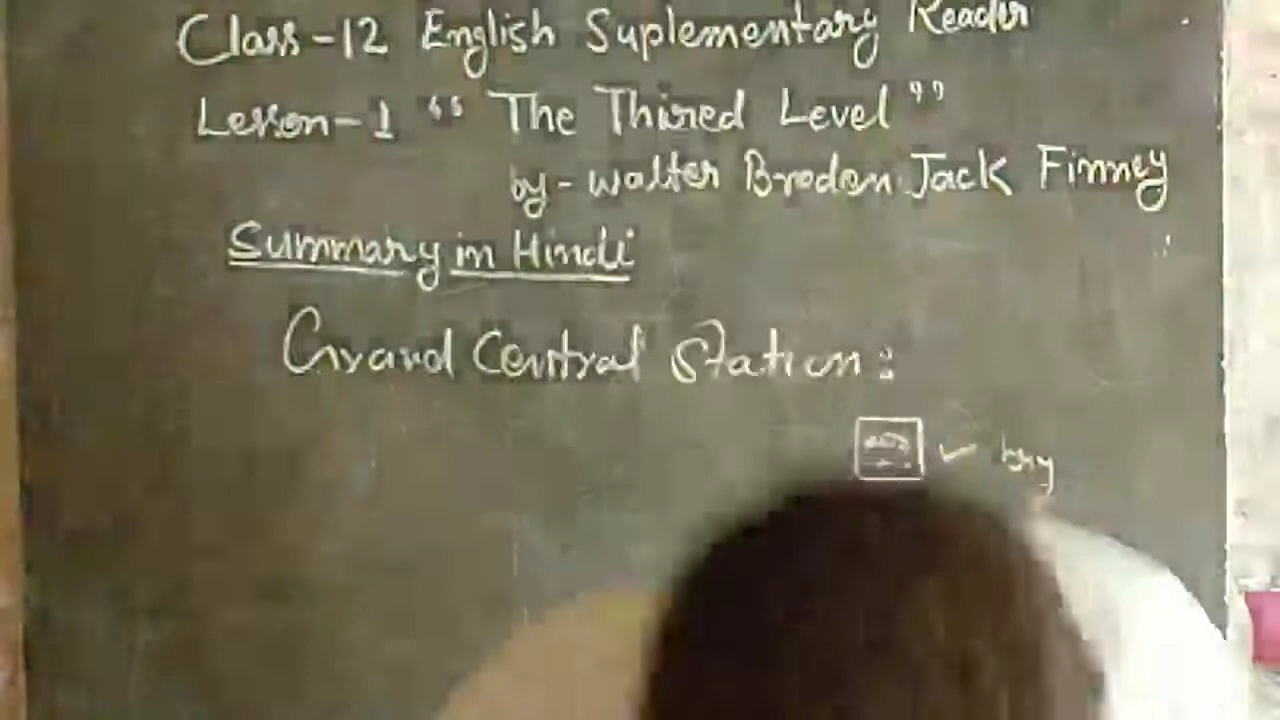 Class-12 English Suplementary Reader
Lesson-1 “ The Thired Level ”
by- Walter Breden Jack Finney
Summary in Hindi
Grand Central Station: